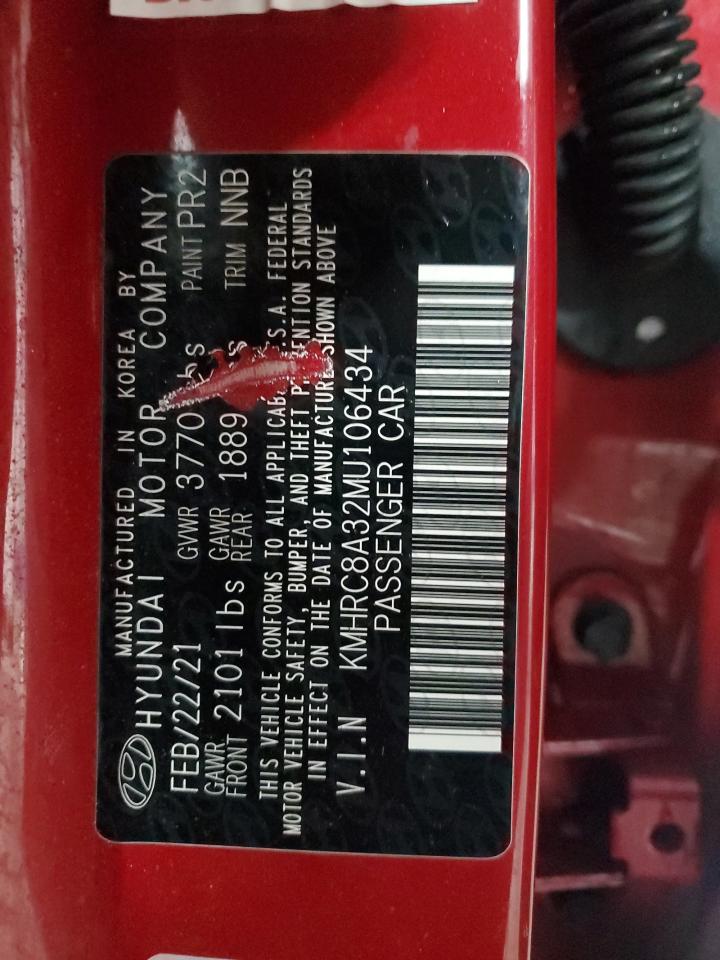 MANUFACTURED IN KOREA BY
HYUNDAI MOTOR COMPANY
FEB/22/21 GVWR 3770 PAINT PR2
GAWR FRONT 2101 lbs GAWR REAR 1889 TRIM NNB
THIS VEHICLE CONFORMS TO ALL FEDERAL
MOTOR VEHICLE SAFETY, BUMPER, AND THEFT STANDARDS
IN EFFECT ON THE DATE OF MANUFACTURE SHOWN ABOVE
V.I.N KMHRC8A32MU106434
PASSENGER CAR